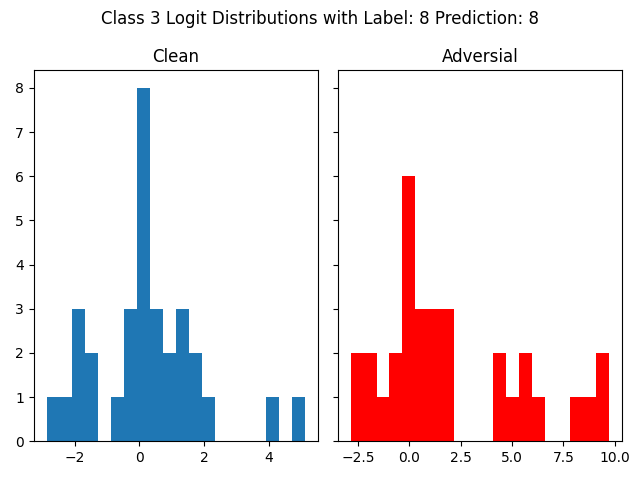 Class 3 Logit Distributions with Label: 8 Prediction: 8
Clean
Adversial
8
7
6
5
4
3
2
1
0
−2 0 2 4
−2.5 0.0 2.5 5.0 7.5 10.0